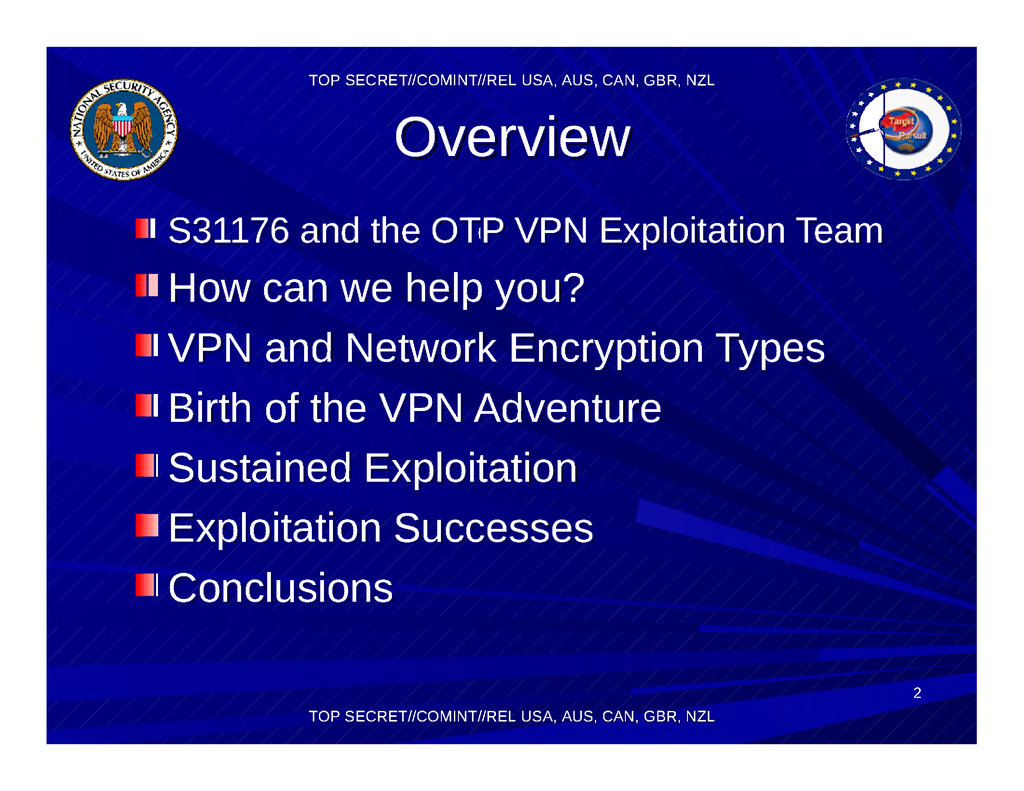 TOP SECRET//COMINT//REL USA, AUS, CAN, GBR, NZL
NATIONAL SECURITY AGENCY
UNITED STATES OF AMERICA
Target
Pursuit
Overview
S31176 and the OTP VPN Exploitation Team
How can we help you?
VPN and Network Encryption Types
Birth of the VPN Adventure
Sustained Exploitation
Exploitation Successes
Conclusions
2
TOP SECRET//COMINT//REL USA, AUS, CAN, GBR, NZL